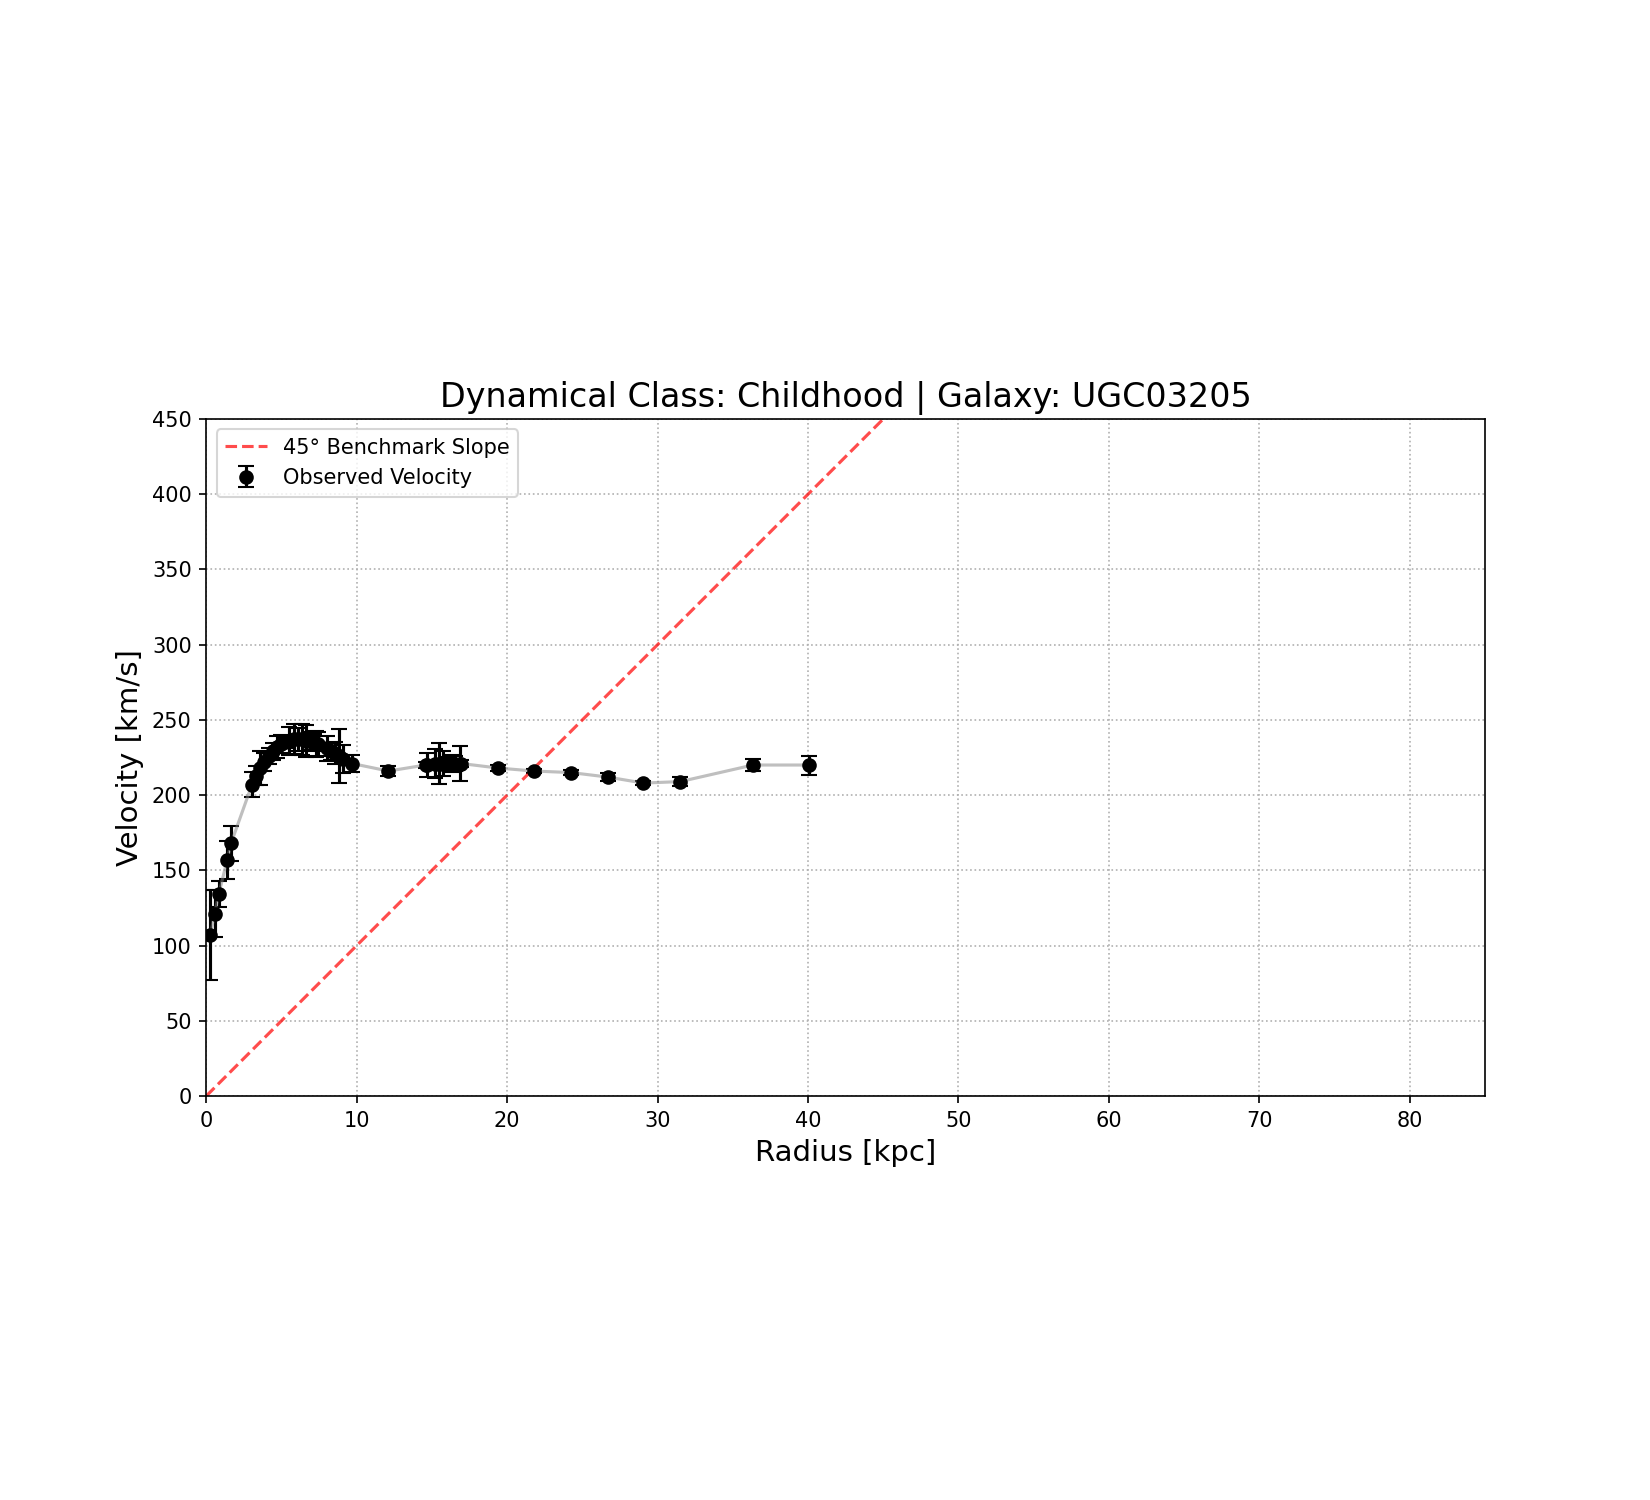 Dynamical Class: Childhood | Galaxy: UGC03205
45° Benchmark Slope
Observed Velocity
Velocity [km/s]
450
400
350
300
250
200
150
100
50
0
0 10 20 30 40 50 60 70 80
Radius [kpc]